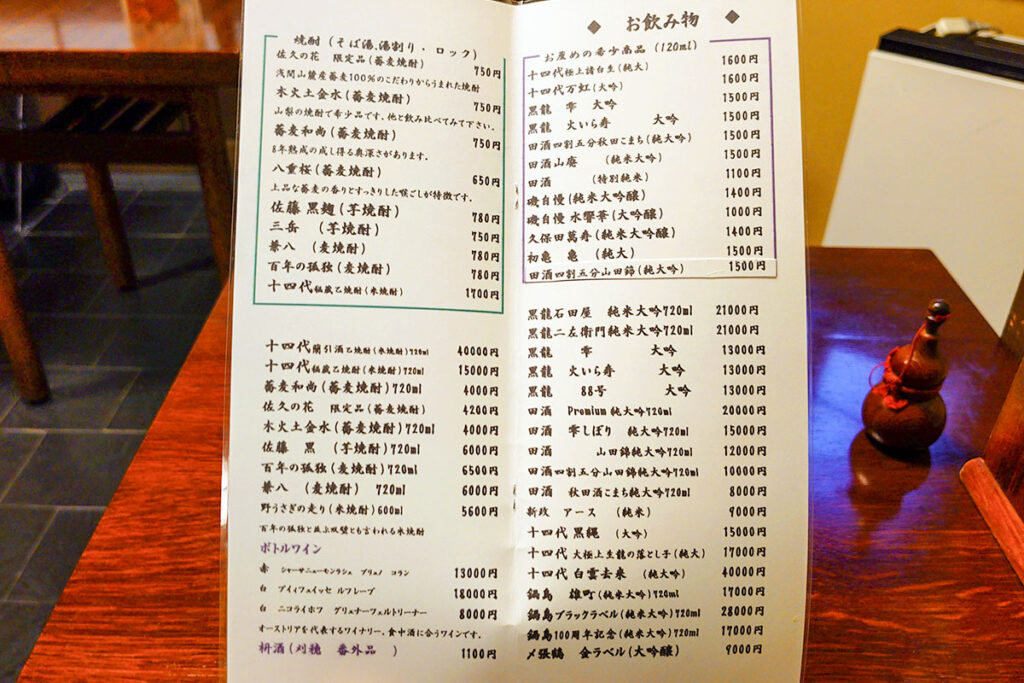 焼酎 (そば湯、湯割り・ ロック)
佐久の花 限定品(蕎麦焼酎) 750円
浅間山麓産蕎麦100%のこだわりからうまれた焼酎
木火土金水(蕎麦焼酎) 750円
山梨の焼酎で希少品です、他と飲み比べてみて下さい。
蕎麦和尚(蕎麦焼酎) 750円
8年熟成の成し得る奥深さがあります。
八重桜(蕎麦焼酎) 650円
上品な蕎麦の香りとすっきりした喉ごしが特徴です。
佐藤 黒麹(芋焼酎) 780円
三岳 (芋焼酎) 750円
兼八 (麦焼酎) 780円
百年の孤独(麦焼酎) 780円
十四代秘蔵乙焼酎(米焼酎) 1700円
十四代蘭引酒乙焼酎(米焼酎)720ml 40000円
十四代秘蔵乙焼酎(米焼酎)720ml 15000円
蕎麦和尚(蕎麦焼酎)720ml 4000円
佐久の花 限定品(蕎麦焼酎) 4200円
木火土金水(蕎麦焼酎)720ml 4000円
佐藤 黒 (芋焼酎)720ml 6000円
百年の孤独(麦焼酎)720ml 6500円
兼八 (麦焼酎) 720ml 6000円
野うさぎの走り(米焼酎)600ml 5600円
百年の孤独と並ぶ双璧とも言われる米焼酎
ボトルワイン
赤 シャーサニューモンラシェ ブリュノ コラン 13000円
白 プイィフュイッセ ルフレーブ 18000円
白 ニコライホフ グリュナーフェルトリーナー 8000円
オーストリアを代表するワイナリー、食中酒に合うワインです。
枡酒(刈穂 番外品 ) 1100円
◆ お飲み物 ◆
お薦めの希少商品 (120ml)
十四代極上諸白生(純大) 1600円
十四代万虹(大吟) 1600円
黒龍 雫 大吟 1500円
黒龍 火いら寿 大吟 1500円
田酒四割五分秋田こまち(純大吟) 1500円
田酒山廃 (純米大吟) 1500円
田酒 (特別純米) 1100円
磯自慢(純米大吟醸) 1400円
磯自慢 水響華(大吟醸) 1000円
久保田萬寿(純米大吟醸) 1400円
初亀 亀 (純大) 1500円
田酒四割五分山田錦(純大吟) 1500円
黒龍石田屋 純米大吟720ml 21000円
黒龍二左衛門純米大吟720ml 21000円
黒龍 雫 大吟 13000円
黒龍 火いら寿 大吟 13000円
黒龍 88号 大吟 13000円
田酒 Premium 純大吟720ml 20000円
田酒 雫しぼり 純大吟720ml 15000円
田酒 山田錦純大吟720ml 12000円
田酒四割五分山田錦純大吟720ml 10000円
田酒 秋田酒こまち純大吟720ml 8000円
新政 アース (純米) 9000円
十四代 黒縄 (大吟) 15000円
十四代 大極上生龍の落とし子(純大) 17000円
十四代 白雲去来 (純大吟) 40000円
鍋島 雄町(純米大吟)720ml 17000円
鍋島ブラックラベル(純米大吟)720ml 28000円
鍋島100周年記念(純米大吟)720ml 17000円
〆張鶴 金ラベル(大吟醸) 9000円